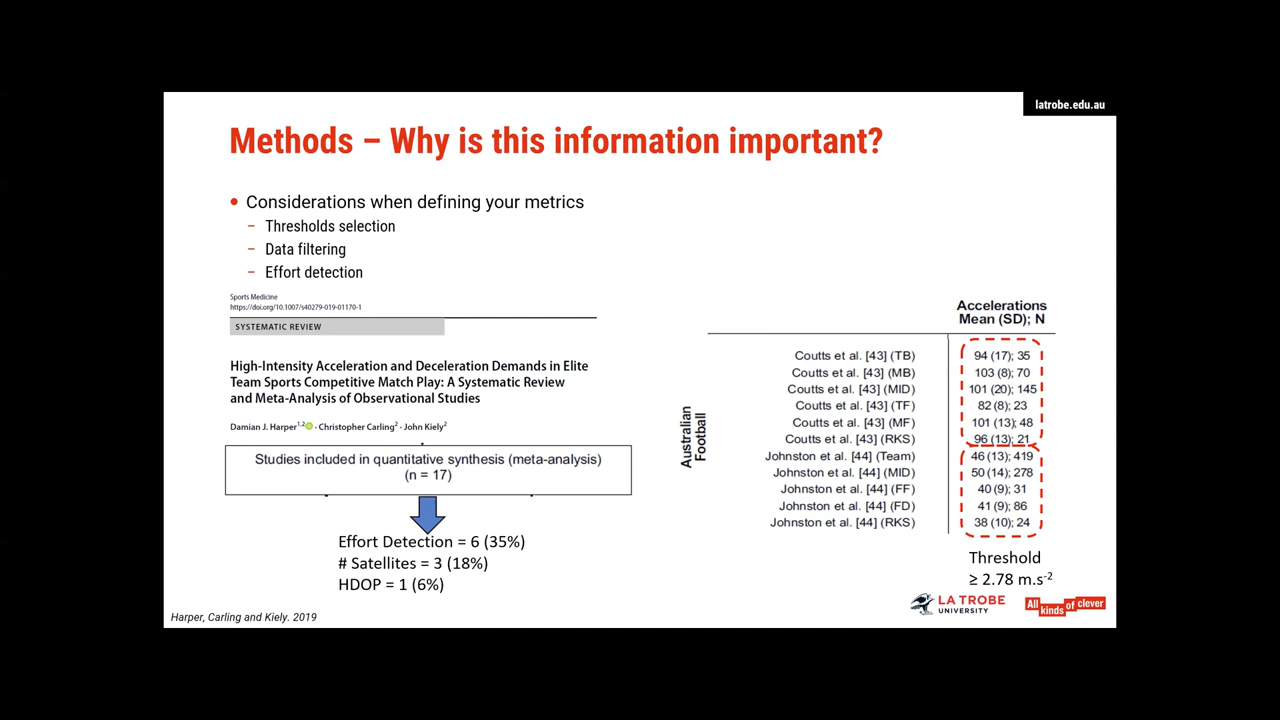 latrobe.edu.au
Methods – Why is this information important?
• Considerations when defining your metrics
– Thresholds selection
– Data filtering
– Effort detection
Sports Medicine
https://doi.org/10.1007/s40279-019-01170-1
SYSTEMATIC REVIEW
High-Intensity Acceleration and Deceleration Demands in Elite
Team Sports Competitive Match Play: A Systematic Review
and Meta-Analysis of Observational Studies
Damian J. Harper1,2 · Christopher Carling2 · John Kiely2
Studies included in quantitative synthesis (meta-analysis)
(n = 17)
Effort Detection = 6 (35%)
# Satellites = 3 (18%)
HDOP = 1 (6%)
Harper, Carling and Kiely. 2019
Accelerations
Mean (SD); N
Australian
Football
Coutts et al. [43] (TB) 94 (17); 35
Coutts et al. [43] (MB) 103 (8); 70
Coutts et al. [43] (MID) 101 (20); 145
Coutts et al. [43] (TF) 82 (8); 23
Coutts et al. [43] (MF) 101 (13); 48
Coutts et al. [43] (RKS) 96 (13); 21
Johnston et al. [44] (Team) 46 (13); 419
Johnston et al. [44] (MID) 50 (14); 278
Johnston et al. [44] (FF) 40 (9); 31
Johnston et al. [44] (FD) 41 (9); 86
Johnston et al. [44] (RKS) 38 (10); 24
Threshold
≥ 2.78 m.s-2
LA TROBE
UNIVERSITY
All kinds of clever